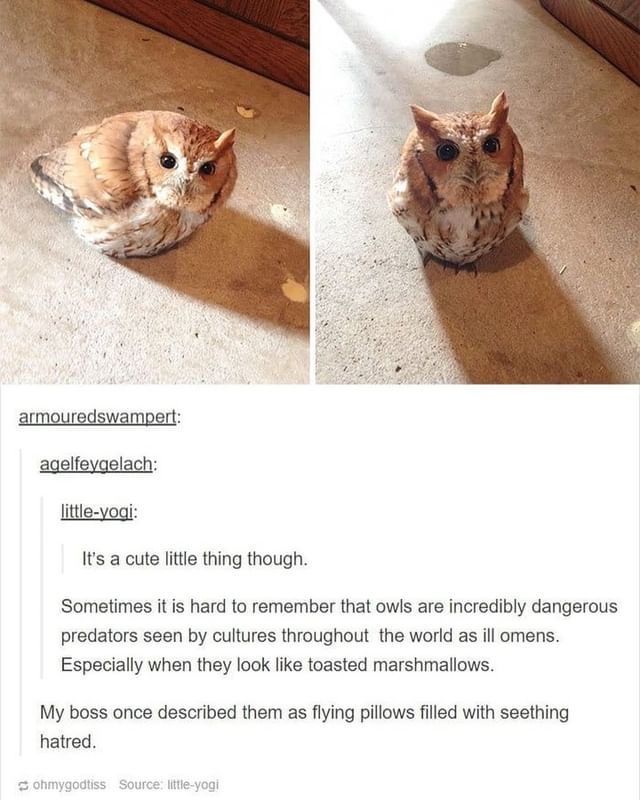 armouredswampert:
agelfeygelach:
little-yogi:
It's a cute little thing though.
Sometimes it is hard to remember that owls are incredibly dangerous
predators seen by cultures throughout the world as ill omens.
Especially when they look like toasted marshmallows.
My boss once described them as flying pillows filled with seething
hatred.
ohmygodtiss Source: little-yogi